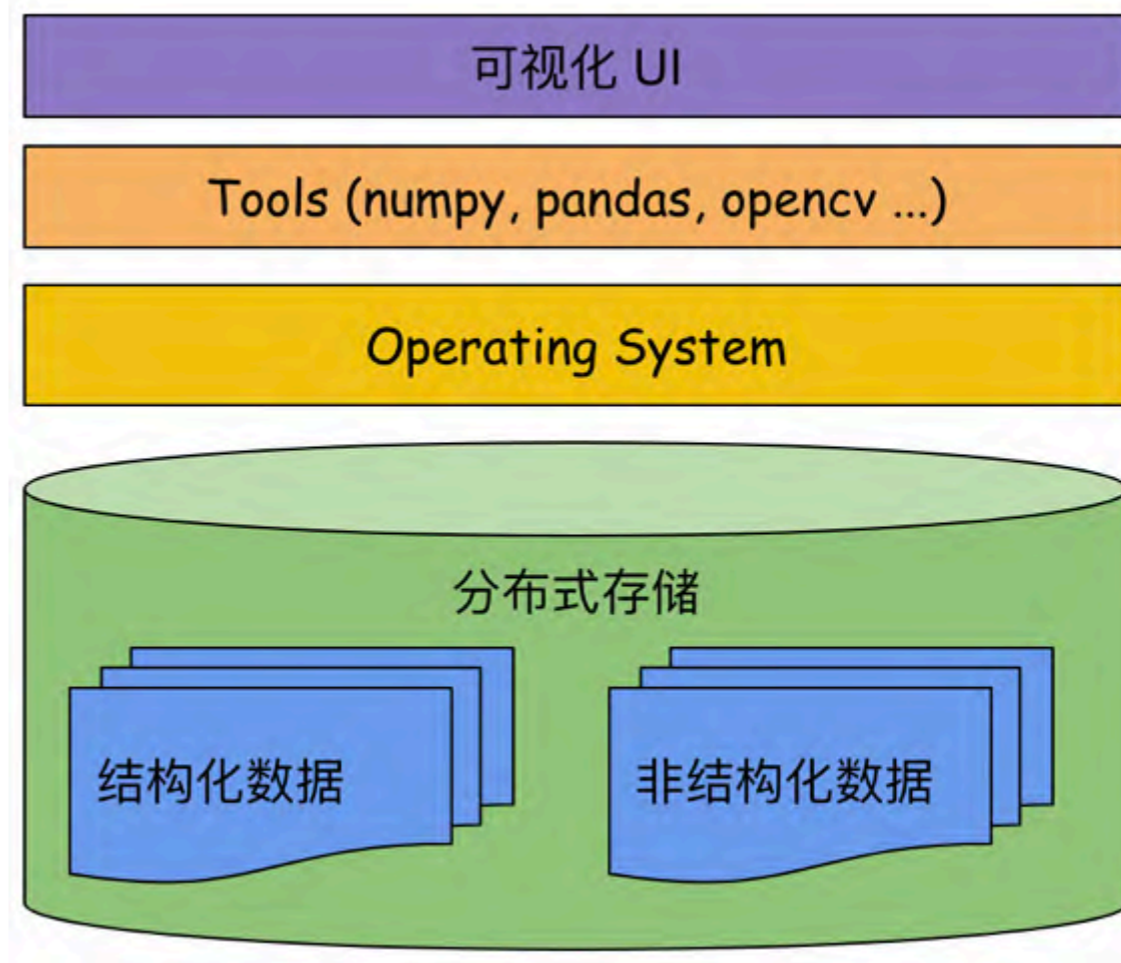 可视化 UI
Tools (numpy, pandas, opencv ...)
Operating System
分布式存储
结构化数据
非结构化数据